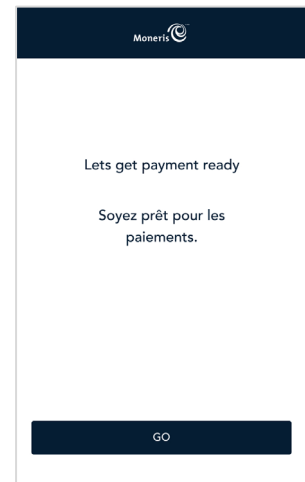 Moneris
Lets get payment ready
Soyez prêt pour les
paiements.
GO